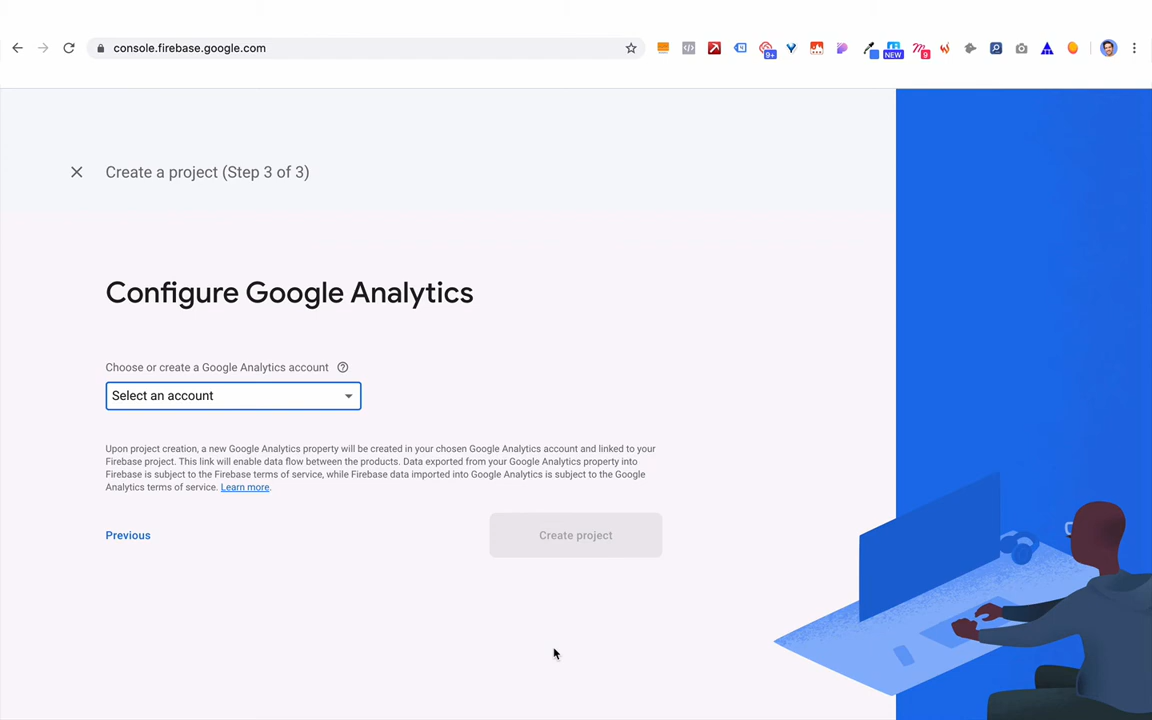 console.firebase.google.com
9+
NEW
9
Create a project (Step 3 of 3)
Configure Google Analytics
Choose or create a Google Analytics account
Select an account
Upon project creation, a new Google Analytics property will be created in your chosen Google Analytics account and linked to your
Firebase project. This link will enable data flow between the products. Data exported from your Google Analytics property into
Firebase is subject to the Firebase terms of service, while Firebase data imported into Google Analytics is subject to the Google
Analytics terms of service. Learn more.
Previous
Create project